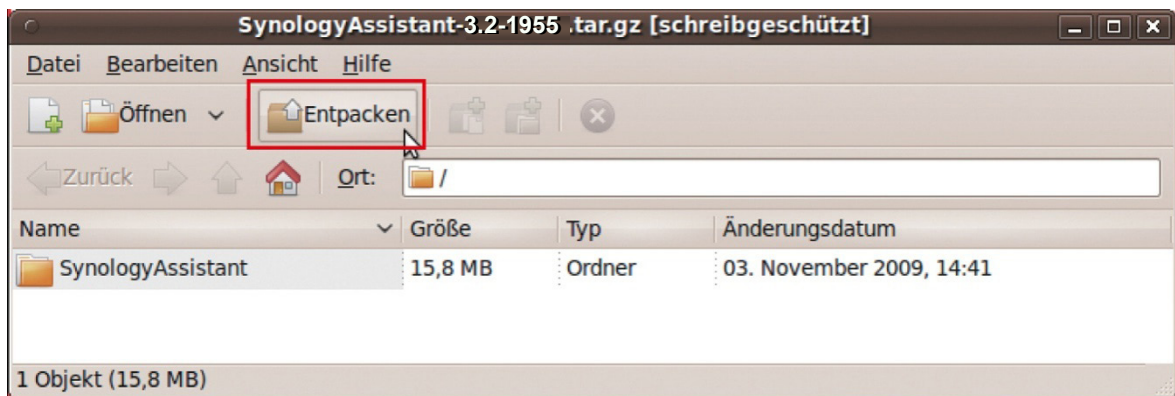 SynologyAssistant-3.2-1955 .tar.gz [schreibgeschützt]
Datei Bearbeiten Ansicht Hilfe
Öffnen Entpacken
Zurück Ort: /
Name Größe Typ Änderungsdatum
SynologyAssistant 15,8 MB Ordner 03. November 2009, 14:41
1 Objekt (15,8 MB)